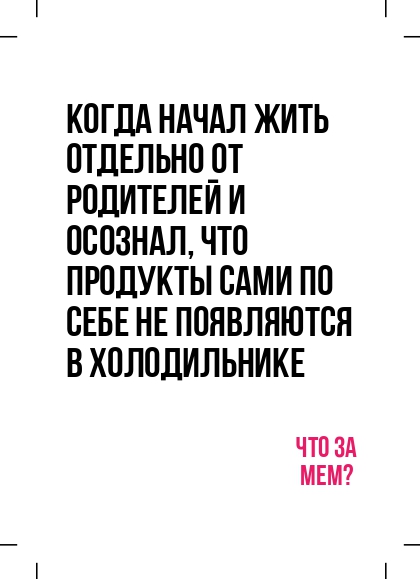 КОГДА НАЧАЛ ЖИТЬ
ОТДЕЛЬНО ОТ
РОДИТЕЛЕЙ И
ОСОЗНАЛ, ЧТО
ПРОДУКТЫ САМИ ПО
СЕБЕ НЕ ПОЯВЛЯЮТСЯ
В ХОЛОДИЛЬНИКЕ
ЧТО ЗА
МЕМ?